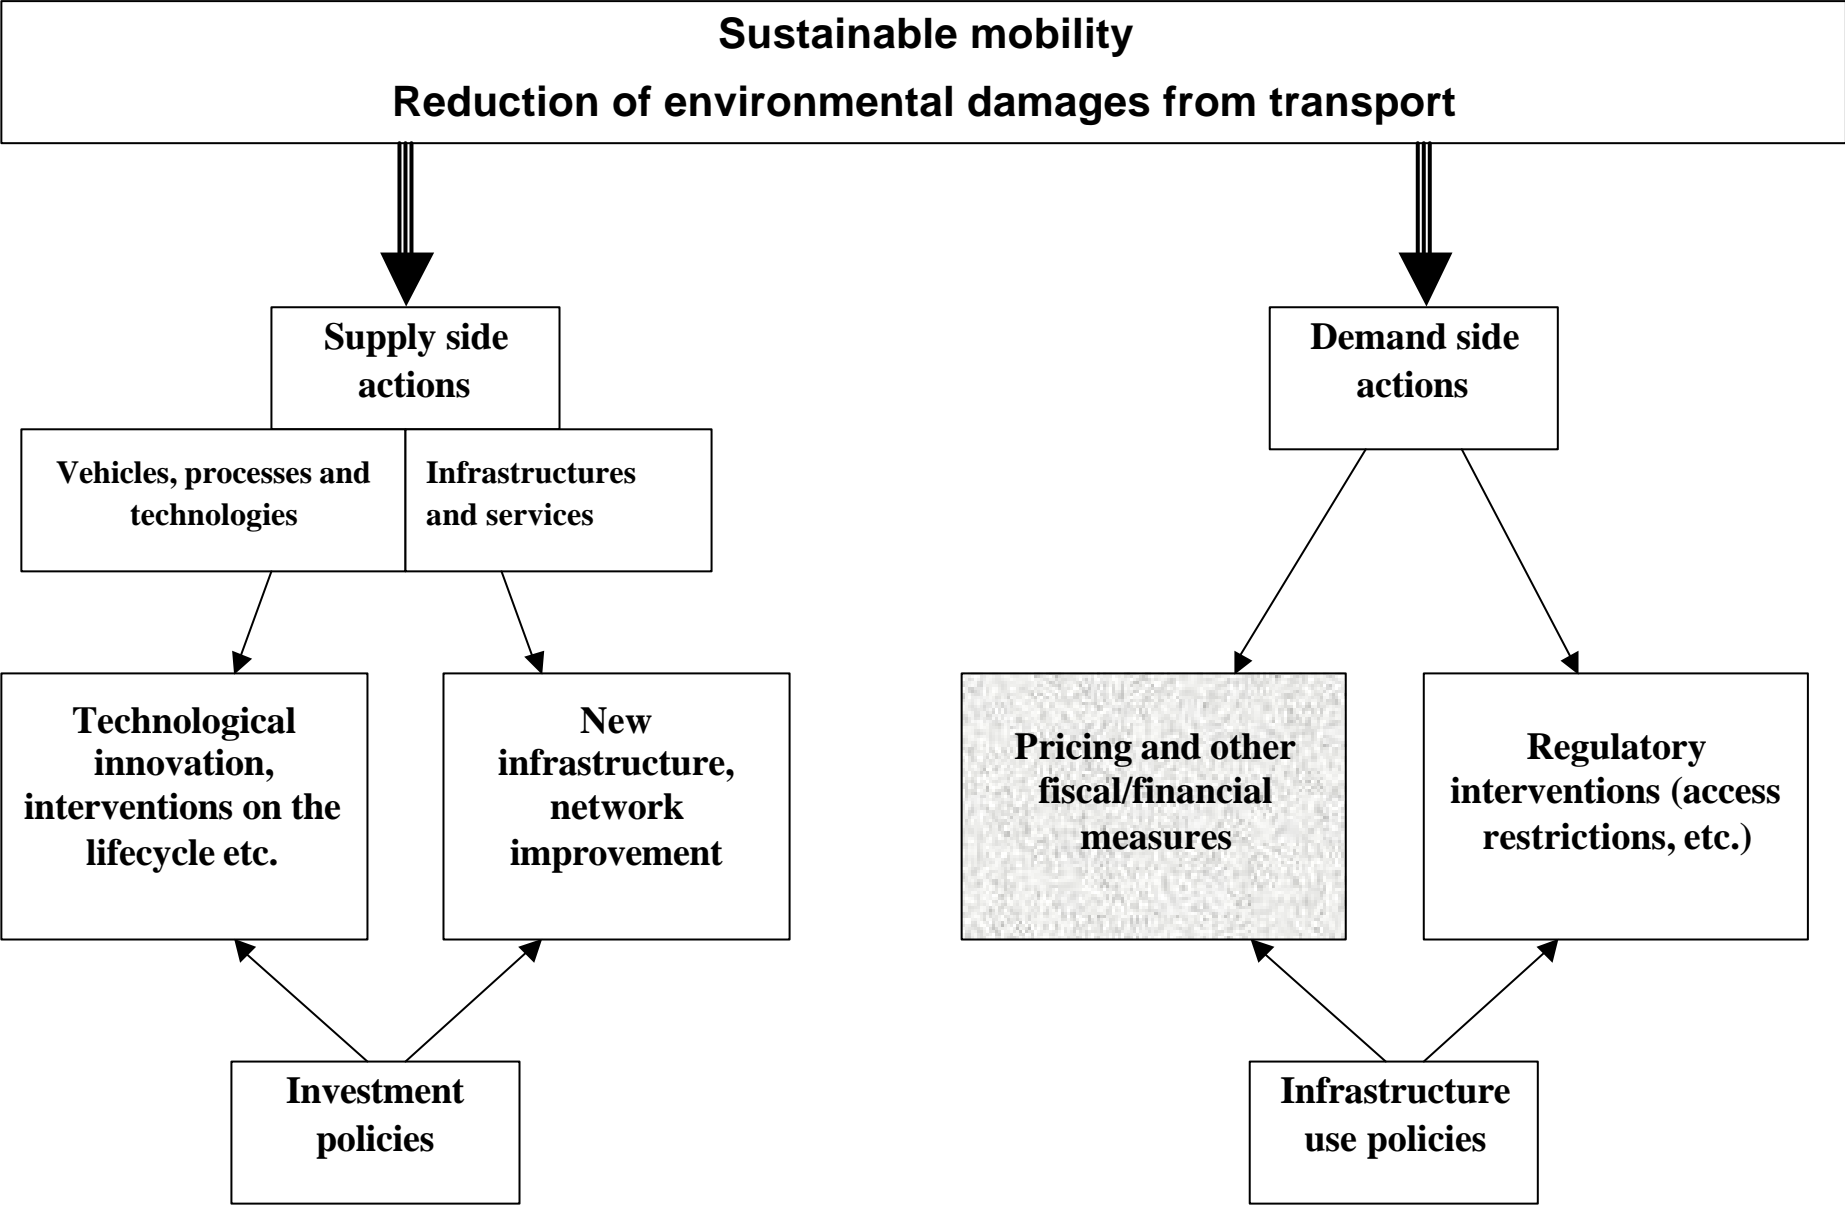 Sustainable mobility
Reduction of environmental damages from transport
Supply side
actions
Demand side
actions
Vehicles, processes and
technologies
Infrastructures
and services
Technological
innovation,
interventions on the
lifecycle etc.
New
infrastructure,
network
improvement
Pricing and other
fiscal/financial
measures
Regulatory
interventions (access
restrictions, etc.)
Investment
policies
Infrastructure
use policies